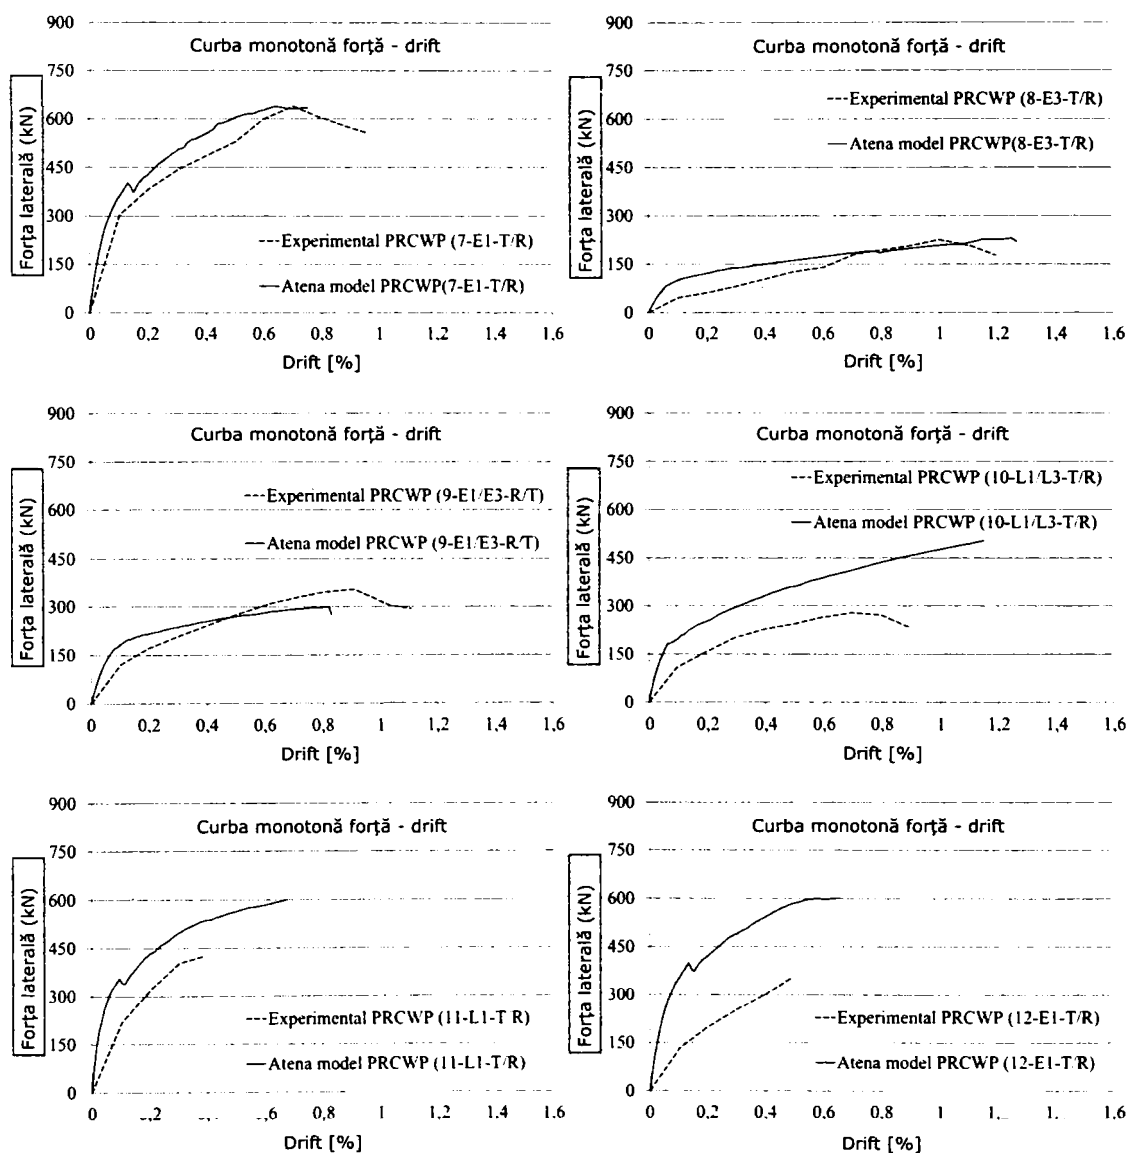 900
Curba monotonă forță - drift
750
600
450
300
150
0
Forța laterală (kN)
Experimental PRCWP (7-E1-T/R)
Atena model PRCWP(7-E1-T/R)
0 0,2 0,4 0,6 0,8 1 1,2 1,4 1,6
Drift [%]
900
Curba monotonă forță - drift
750
600
450
300
150
0
Forța laterală (kN)
Experimental PRCWP (8-E3-T/R)
Atena model PRCWP(8-E3-T/R)
0 0,2 0,4 0,6 0,8 1 1,2 1,4 1,6
Drift [%]
900
Curba monotonă forță - drift
750
600
450
300
150
0
Forța laterală (kN)
Experimental PRCWP (9-E1/E3-R/T)
Atena model PRCWP (9-E1/E3-R/T)
0 0,2 0,4 0,6 0,8 1 1,2 1,4 1,6
Drift [%]
900
Curba monotonă forță - drift
750
600
450
300
150
0
Forța laterală (kN)
Experimental PRCWP (10-L1/L3-T/R)
Atena model PRCWP (10-L1/L3-T/R)
0 0,2 0,4 0,6 0,8 1 1,2 1,4 1,6
Drift [%]
900
Curba monotonă forță - drift
750
600
450
300
150
0
Forța laterală (kN)
Experimental PRCWP (11-L1-T R)
Atena model PRCWP (11-L1-T/R)
0 0,2 0,4 0,6 0,8 1 1,2 1,4 1,6
Drift [%]
900
Curba monotonă forță - drift
750
600
450
300
150
0
Forța laterală (kN)
Experimental PRCWP (12-E1-T/R)
Atena model PRCWP (12-E1-T/R)
0 0,2 0,4 0,6 0,8 1 1,2 1,4 1,6
Drift [%]